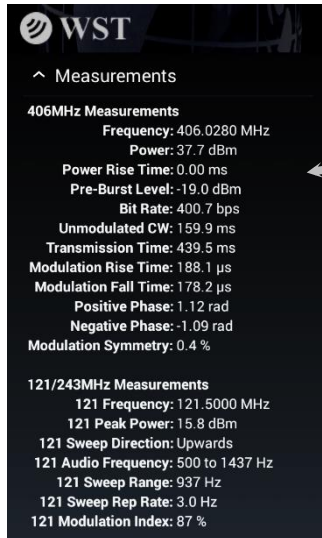 WST
Measurements
406MHz Measurements
Frequency: 406.0280 MHz
Power: 37.7 dBm
Power Rise Time: 0.00 ms
Pre-Burst Level: -19.0 dBm
Bit Rate: 400.7 bps
Unmodulated CW: 159.9 ms
Transmission Time: 439.5 ms
Modulation Rise Time: 188.1 µs
Modulation Fall Time: 178.2 µs
Positive Phase: 1.12 rad
Negative Phase: -1.09 rad
Modulation Symmetry: 0.4 %
121/243MHz Measurements
121 Frequency: 121.5000 MHz
121 Peak Power: 15.8 dBm
121 Sweep Direction: Upwards
121 Audio Frequency: 500 to 1437 Hz
121 Sweep Range: 937 Hz
121 Sweep Rep Rate: 3.0 Hz
121 Modulation Index: 87 %